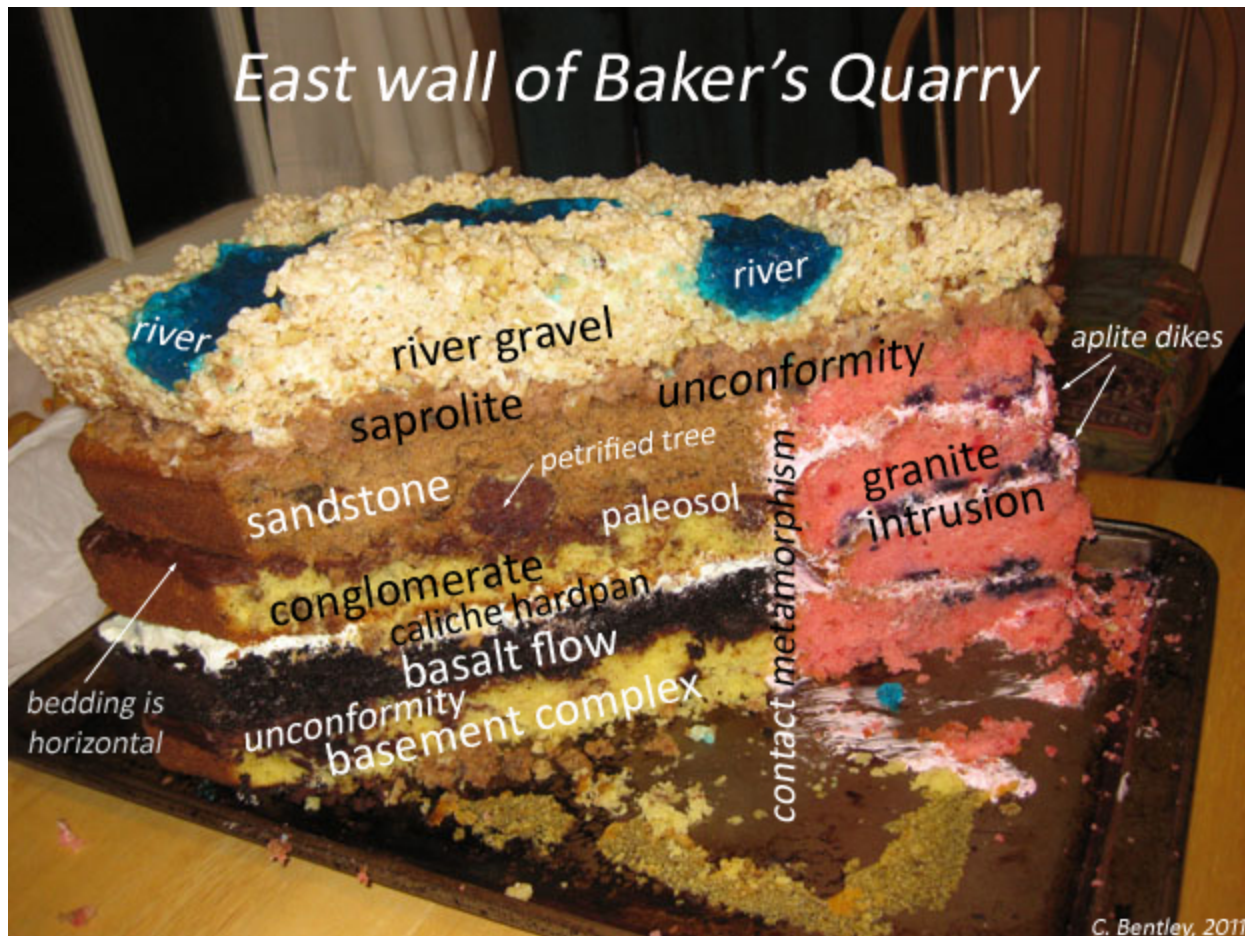 East wall of Baker's Quarry
river
river
river gravel
aplite dikes
unconformity
saprolite
petrified tree
granite
intrusion
sandstone
paleosol
conglomerate
caliche hardpan
basalt flow
contact metamorphism
bedding is
horizontal
unconformity
basement complex
C. Bentley, 2011